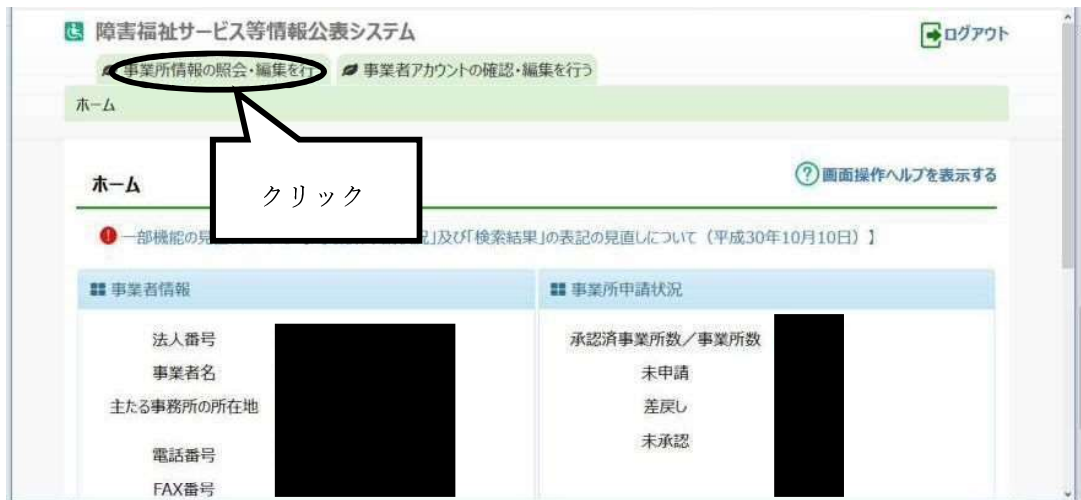 障害福祉サービス等情報公表システム
ログアウト
事業所情報の照会・編集を行
事業者アカウントの確認・編集を行う
ホーム
クリック
ホーム
画面操作ヘルプを表示する
一部機能の見
及び「検索結果」の表記の見直しについて（平成30年10月10日）】
事業者情報
事業所申請状況
法人番号
事業者名
主たる事務所の所在地
電話番号
FAX番号
承認済事業所数／事業所数
未申請
差戻し
未承認